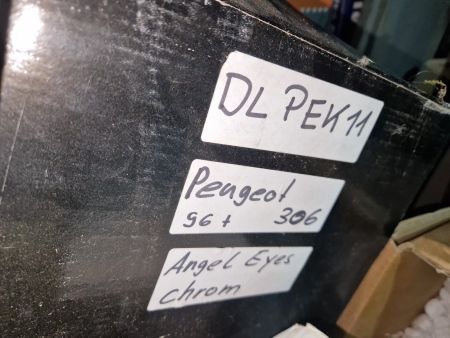 DL PEK11
Peugeot
96+ 306
Angel Eyes
chrom